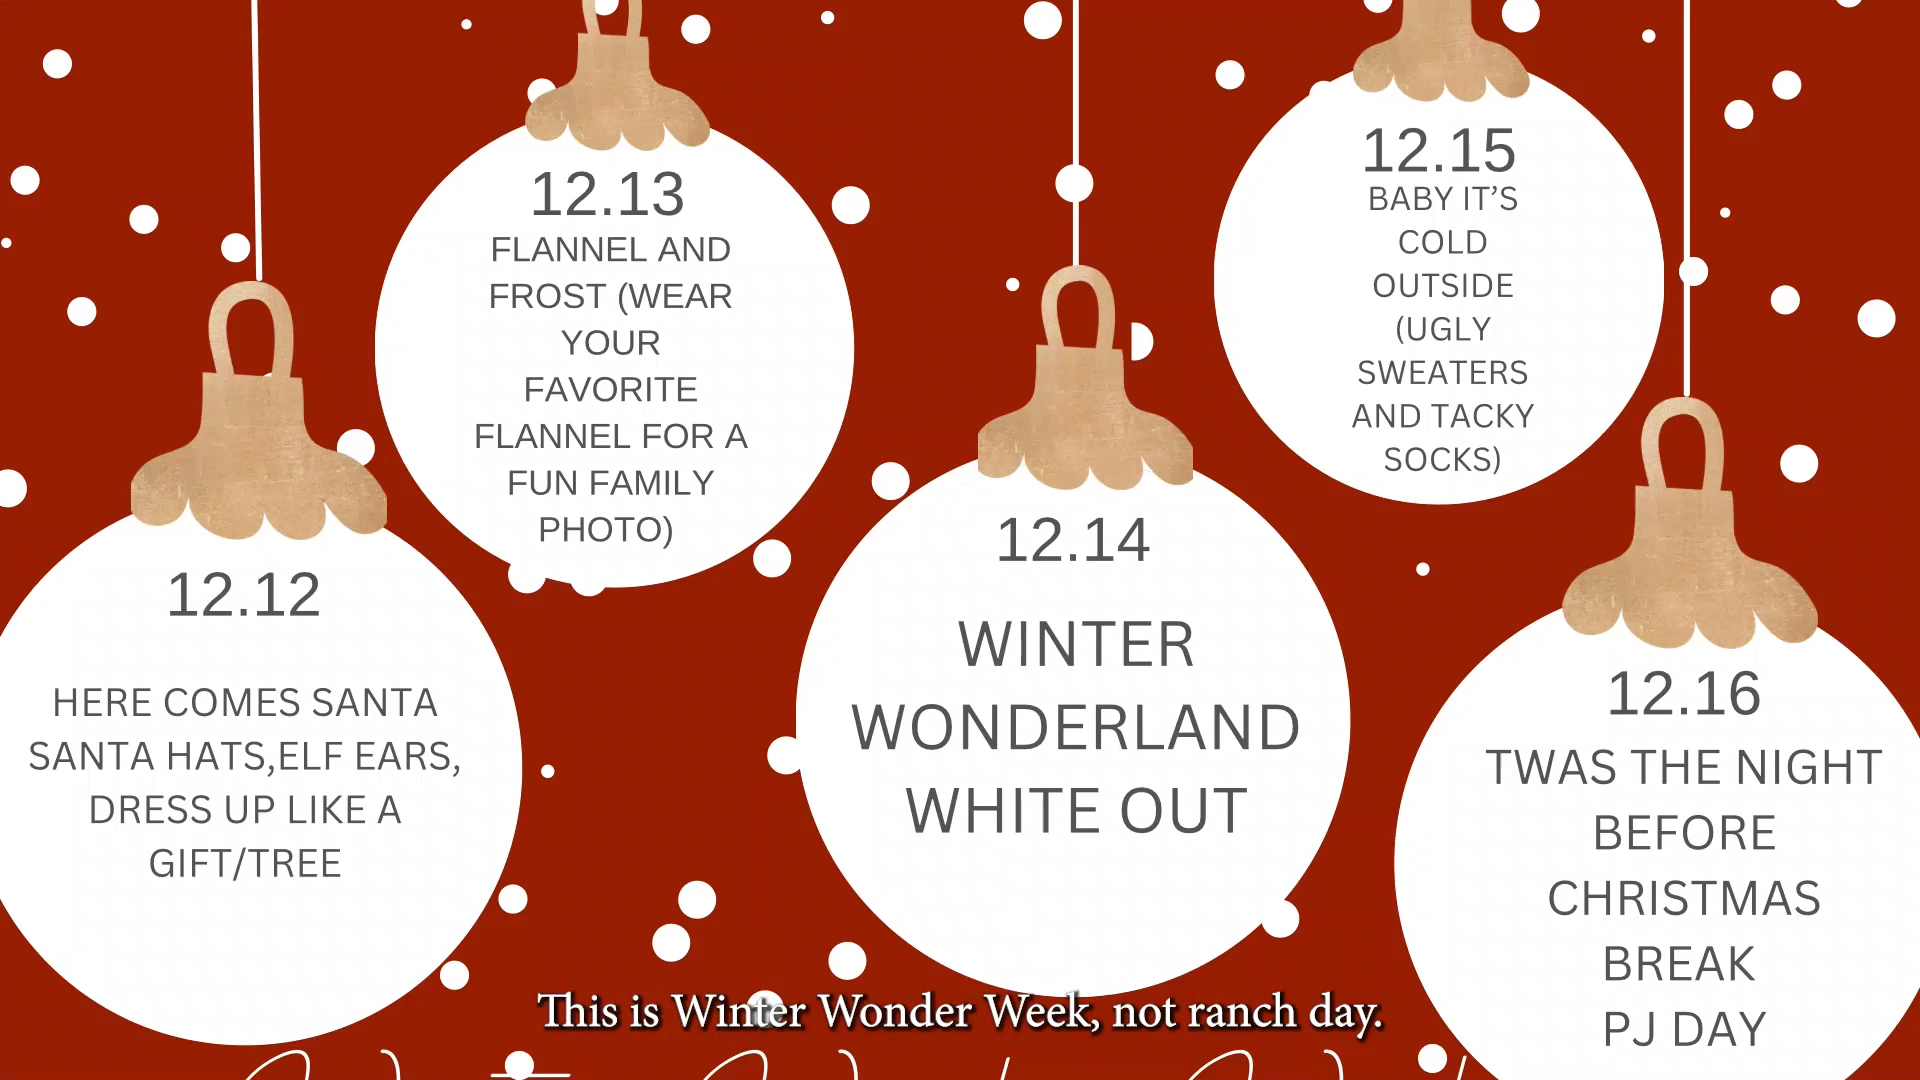 12.12
HERE COMES SANTA
SANTA HATS,ELF EARS,
DRESS UP LIKE A
GIFT/TREE
12.13
FLANNEL AND
FROST (WEAR
YOUR
FAVORITE
FLANNEL FOR A
FUN FAMILY
PHOTO)
12.14
WINTER
WONDERLAND
WHITE OUT
12.15
BABY IT’S
COLD
OUTSIDE
(UGLY
SWEATERS
AND TACKY
SOCKS)
12.16
TWAS THE NIGHT
BEFORE
CHRISTMAS
BREAK
PJ DAY
This is Winter Wonder Week, not ranch day.